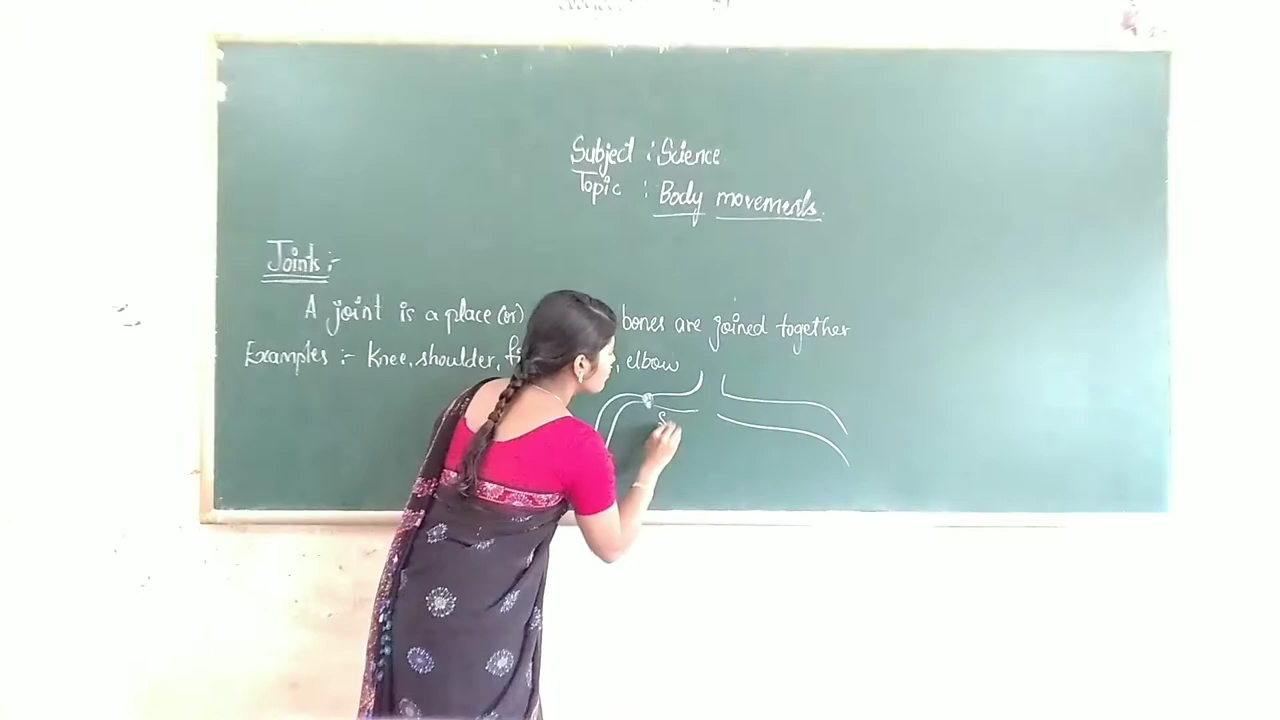 Subject : Science
Topic : Body movements.
Joints :-
A joint is a place (or) bones are joined together
Examples :- Knee, shoulder, , elbow
S